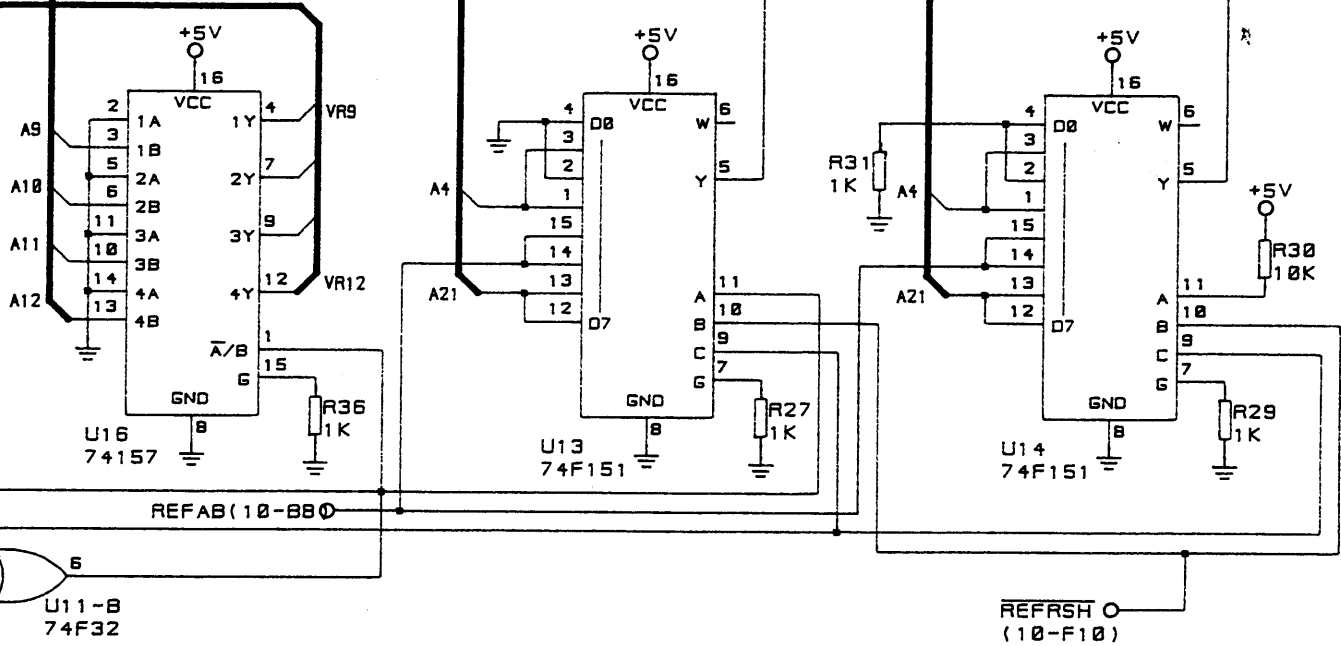 +5V
16
VCC
2
1A
3
1B
5
2A
6
2B
11
3A
10
3B
14
4A
13
4B
4
1Y
7
2Y
9
3Y
12
4Y
1
A/B
15
G
GND
8
A9
A10
A11
A12
VR9
VR12
R36
1K
U16
74157
+5V
16
VCC
4
D0
3
2
1
15
14
13
12
D7
6
W
5
Y
11
A
10
B
9
C
7
G
GND
8
A4
A21
R27
1K
U13
74F151
+5V
16
VCC
4
D0
3
2
1
15
14
13
12
D7
6
W
5
Y
11
A
10
B
9
C
7
G
GND
8
R31
1K
A4
A21
+5V
R30
10K
R29
1K
U14
74F151
REFAB(10-B8)
6
U11-B
74F32
REFRSH
(10-F10)